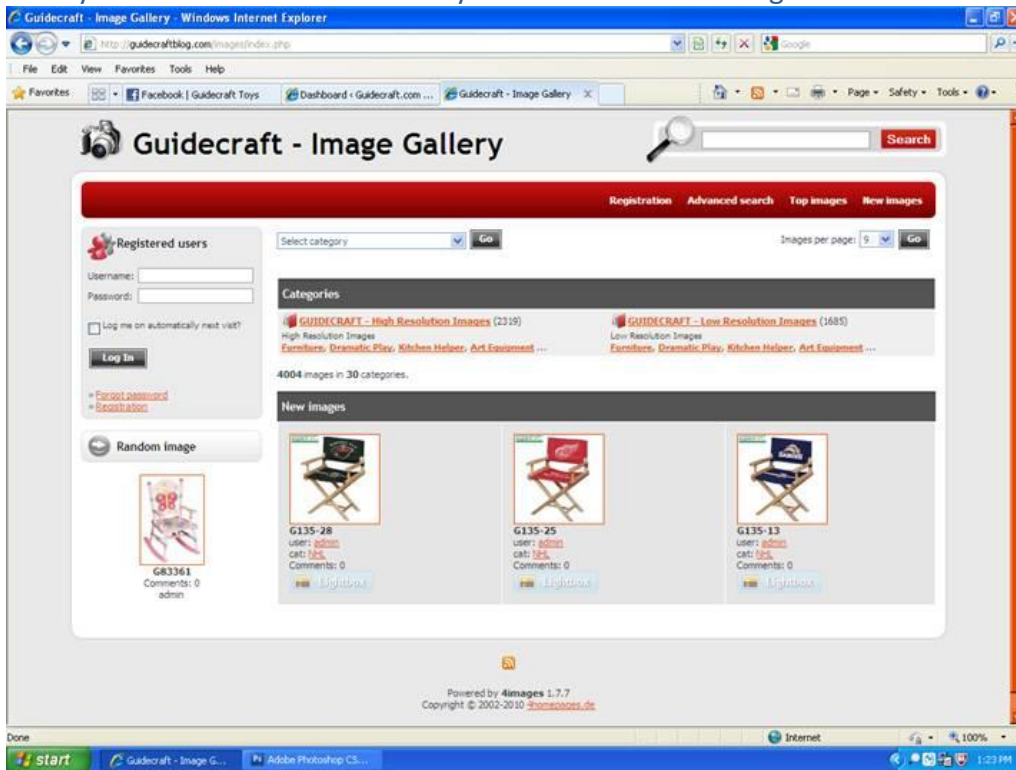 Guidecraft - Image Gallery - Windows Internet Explorer
http://guidecraftblog.com/images/index.php
Google
File Edit View Favorites Tools Help
Favorites
Facebook | Guidecraft Toys
Dashboard ‹ Guidecraft.com ...
Guidecraft - Image Gallery
Page Safety Tools
Guidecraft - Image Gallery
Search
Registration Advanced search Top images New images
Registered users
Username:
Password:
Log me on automatically next visit?
Log In
» Forgot password
» Registration
Random image
G83361
Comments: 0
admin
Select category
Go
Images per page: 9
Go
Categories
GUIDECRAFT - High Resolution Images (2319)
High Resolution Images
Furniture, Dramatic Play, Kitchen Helper, Art Equipment ...
GUIDECRAFT - Low Resolution Images (1685)
Low Resolution Images
Furniture, Dramatic Play, Kitchen Helper, Art Equipment ...
4004 images in 30 categories.
New images
G135-28
user: admin
cat: NHL
Comments: 0
Lightbox
G135-25
user: admin
cat: NHL
Comments: 0
Lightbox
G135-13
user: admin
cat: NHL
Comments: 0
Lightbox
Powered by 4images 1.7.7
Copyright © 2002-2010 4homepages.de
Done
Internet
100%
start
Guidecraft - Image G...
Adobe Photoshop CS...
1:23 PM